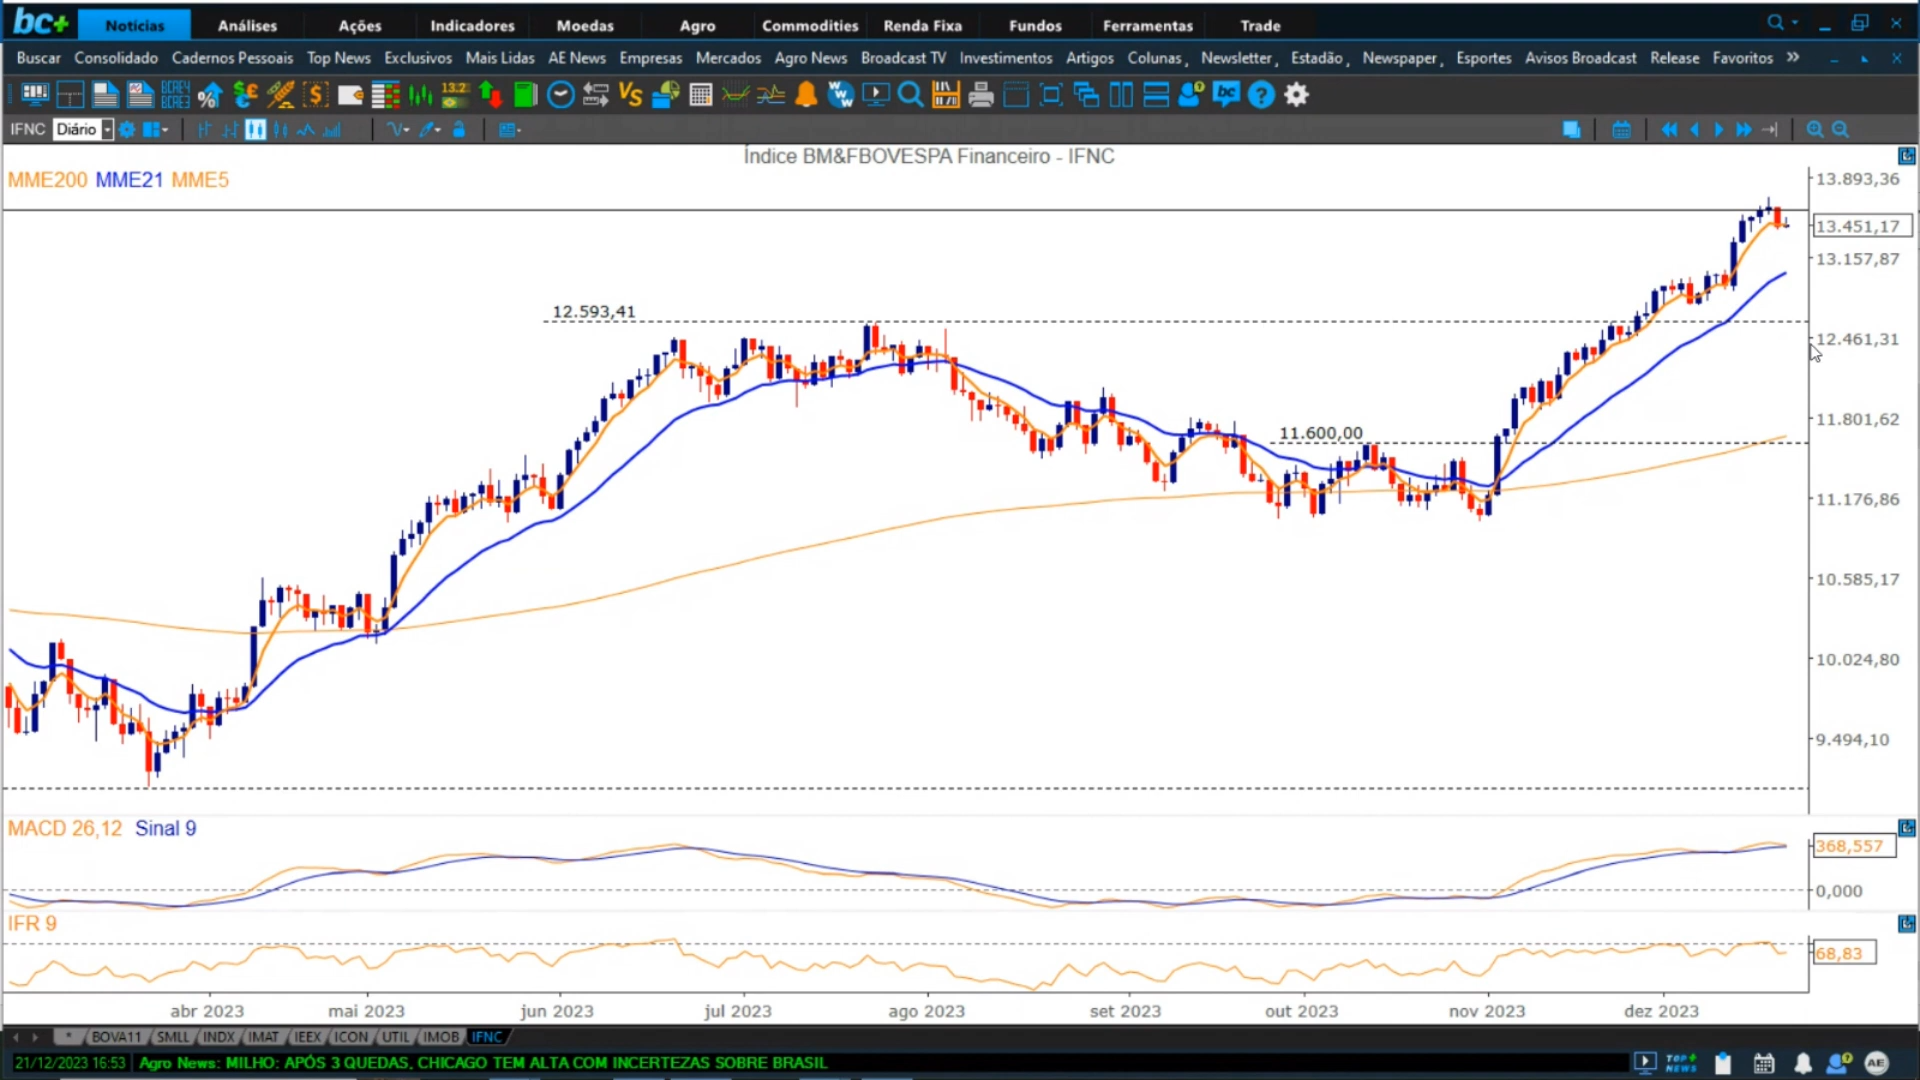 bc+ Notícias Análises Ações Indicadores Moedas Agro Commodities Renda Fixa Fundos Ferramentas Trade
Buscar Consolidado Cadernos Pessoais Top News Exclusivos Mais Lidas AE News Empresas Mercados Agro News Broadcast TV Investimentos Artigos Colunas Newsletter Estadão Newspaper Esportes Avisos Broadcast Release Favoritos »
IFNC Diário
Índice BM&FBOVESPA Financeiro - IFNC
MME200 MME21 MME5
13.893,36
13.451,17
13.157,87
12.593,41
12.461,31
11.801,62
11.600,00
11.176,86
10.585,17
10.024,80
9.494,10
MACD 26,12 Sinal 9
368,557
0,000
IFR 9
68,83
abr 2023 mai 2023 jun 2023 jul 2023 ago 2023 set 2023 out 2023 nov 2023 dez 2023
* BOVA11 SMLL INDX IMAT IEEX ICON UTIL IMOB IFNC
21/12/2023 16:53 Agro News: MILHO: APÓS 3 QUEDAS, CHICAGO TEM ALTA COM INCERTEZAS SOBRE BRASIL TOP+ NEWS AE